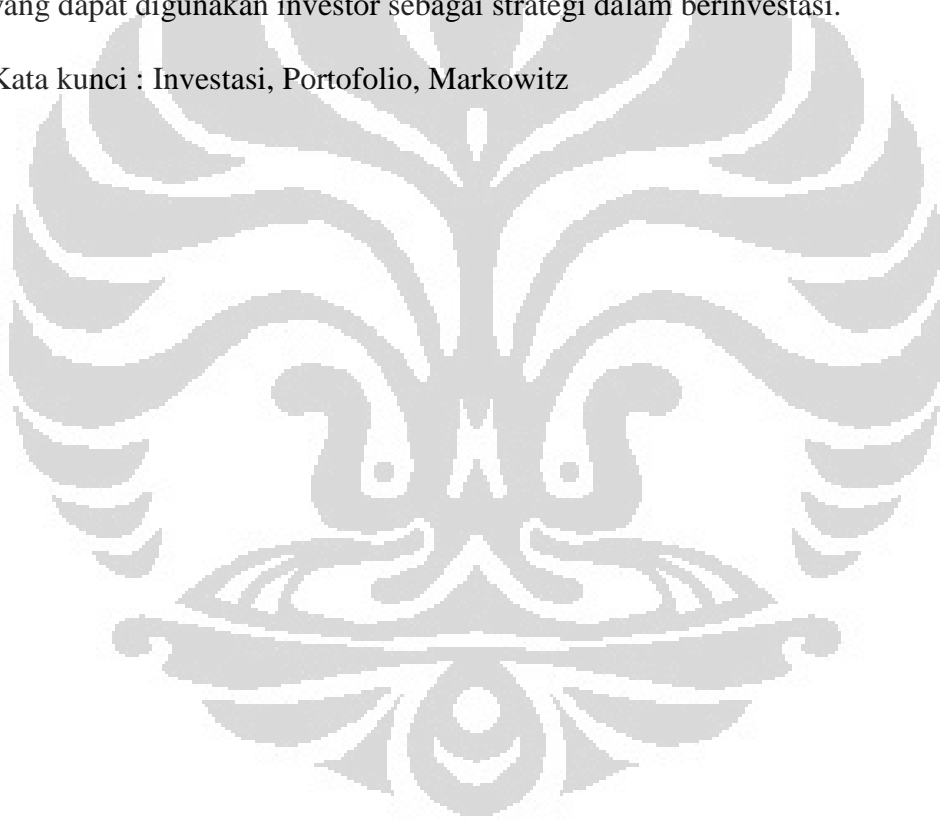 yang dapat digunakan investor sebagai strategi dalam berinvestasi.
Kata kunci : Investasi, Portofolio, Markowitz